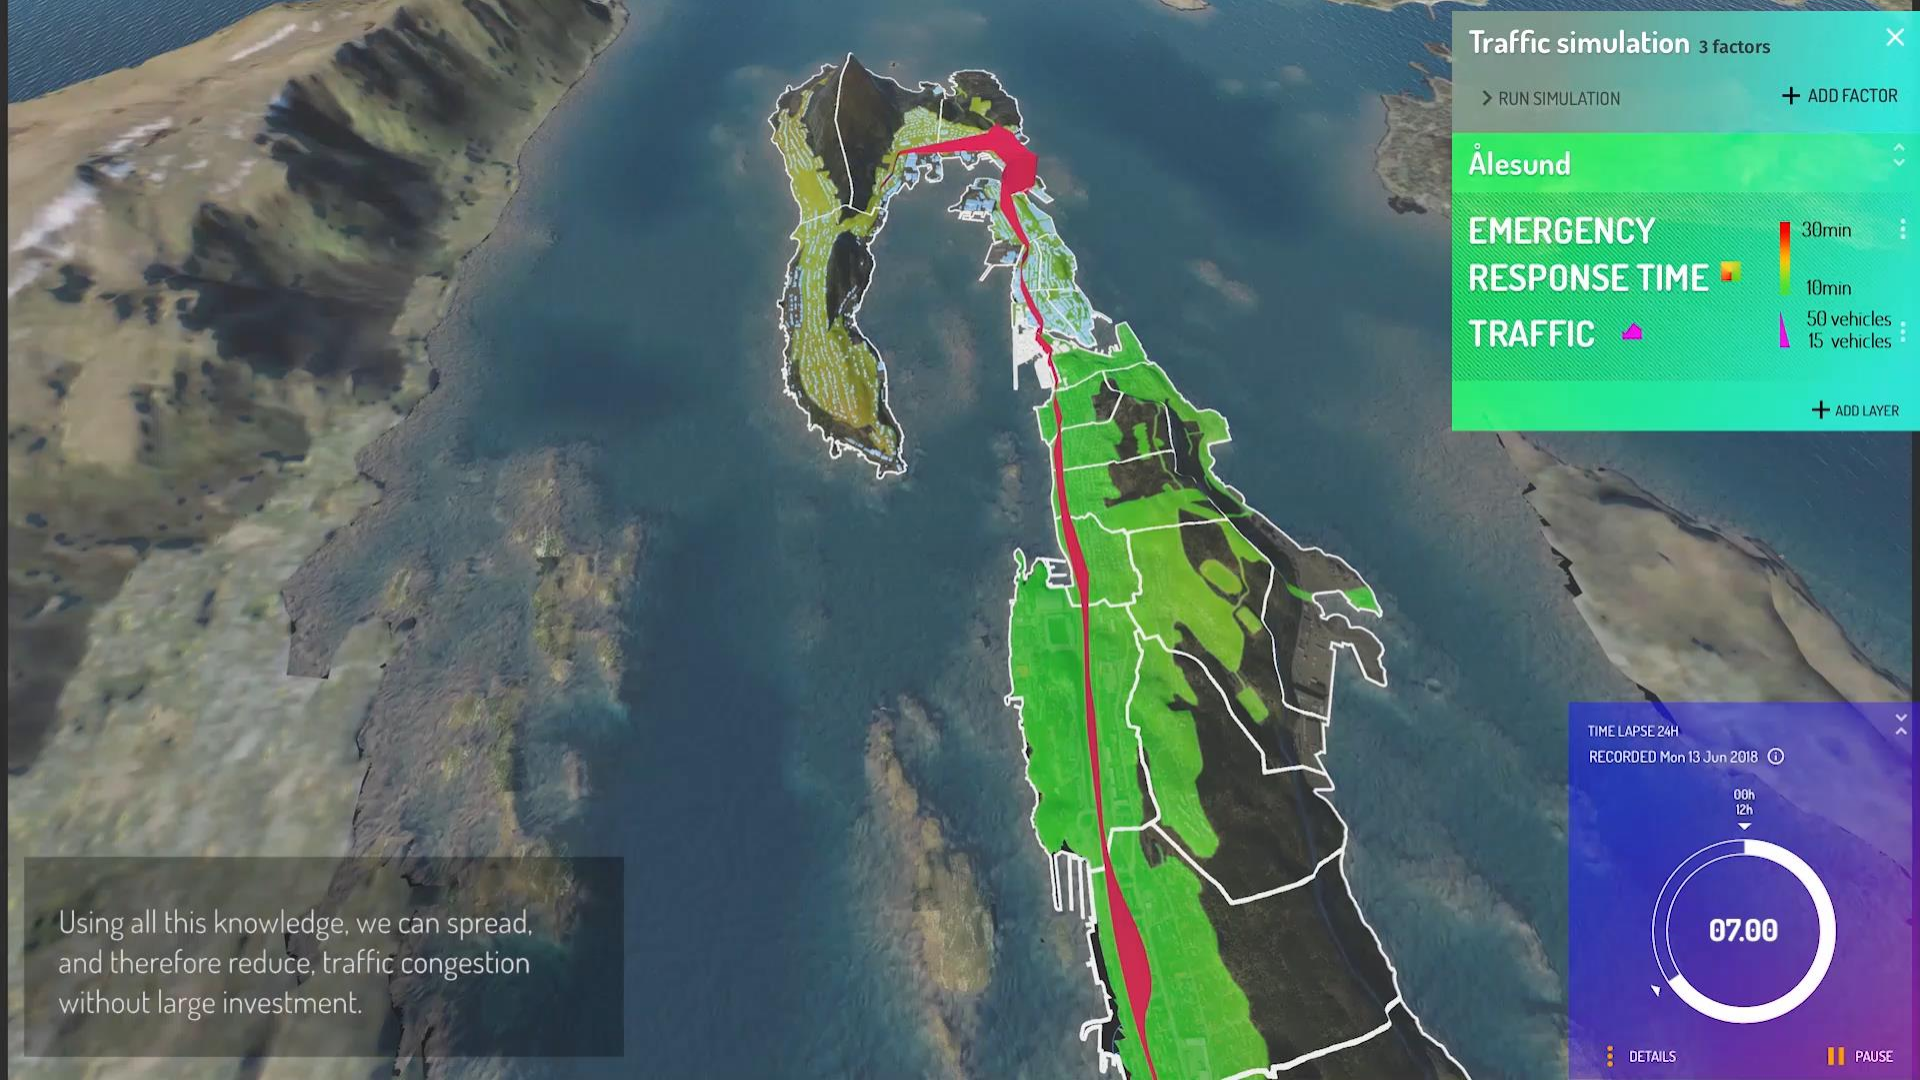 Traffic simulation 3 factors
RUN SIMULATION
ADD FACTOR
Ålesund
EMERGENCY
RESPONSE TIME
30min
10min
TRAFFIC
50 vehicles
15 vehicles
ADD LAYER
TIME LAPSE 24H
RECORDED Mon 13 Jun 2018
00h
12h
07.00
DETAILS
PAUSE
Using all this knowledge, we can spread,
and therefore reduce, traffic congestion
without large investment.